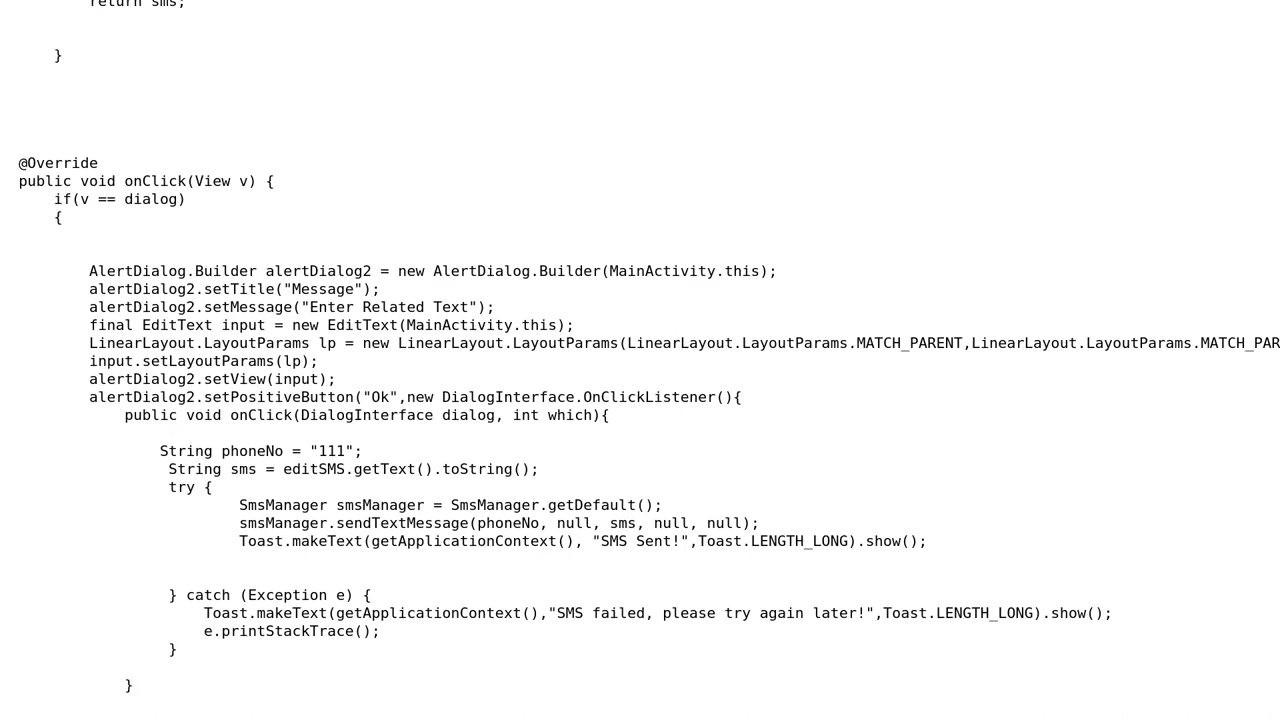 return sms;
}
@Override
public void onClick(View v) {
if(v == dialog)
{
AlertDialog.Builder alertDialog2 = new AlertDialog.Builder(MainActivity.this);
alertDialog2.setTitle("Message");
alertDialog2.setMessage("Enter Related Text");
final EditText input = new EditText(MainActivity.this);
LinearLayout.LayoutParams lp = new LinearLayout.LayoutParams(LinearLayout.LayoutParams.MATCH_PARENT,LinearLayout.LayoutParams.MATCH_PAR
input.setLayoutParams(lp);
alertDialog2.setView(input);
alertDialog2.setPositiveButton("Ok",new DialogInterface.OnClickListener(){
public void onClick(DialogInterface dialog, int which){
String phoneNo = "111";
String sms = editSMS.getText().toString();
try {
SmsManager smsManager = SmsManager.getDefault();
smsManager.sendTextMessage(phoneNo, null, sms, null, null);
Toast.makeText(getApplicationContext(), "SMS Sent!",Toast.LENGTH_LONG).show();
} catch (Exception e) {
Toast.makeText(getApplicationContext(),"SMS failed, please try again later!",Toast.LENGTH_LONG).show();
e.printStackTrace();
}
}